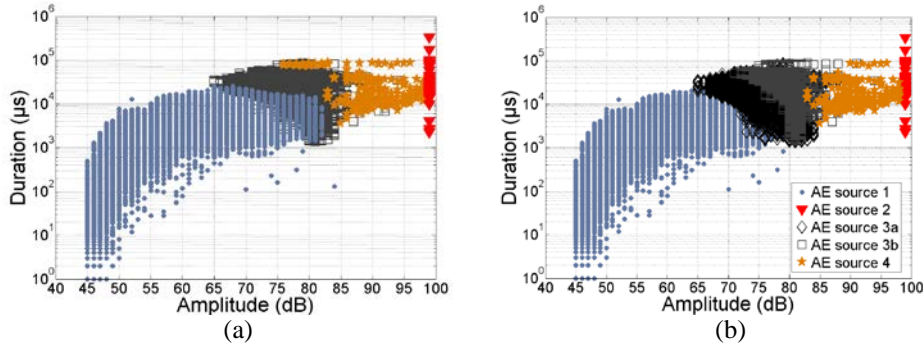 10^6
10^5
10^4
10^3
10^2
10^1
10^0
Duration (µs)
40 45 50 55 60 65 70 75 80 85 90 95 100
Amplitude (dB)
(a)
10^6
10^5
10^4
10^3
10^2
10^1
10^0
Duration (µs)
40 45 50 55 60 65 70 75 80 85 90 95 100
Amplitude (dB)
AE source 1
AE source 2
AE source 3a
AE source 3b
AE source 4
(b)